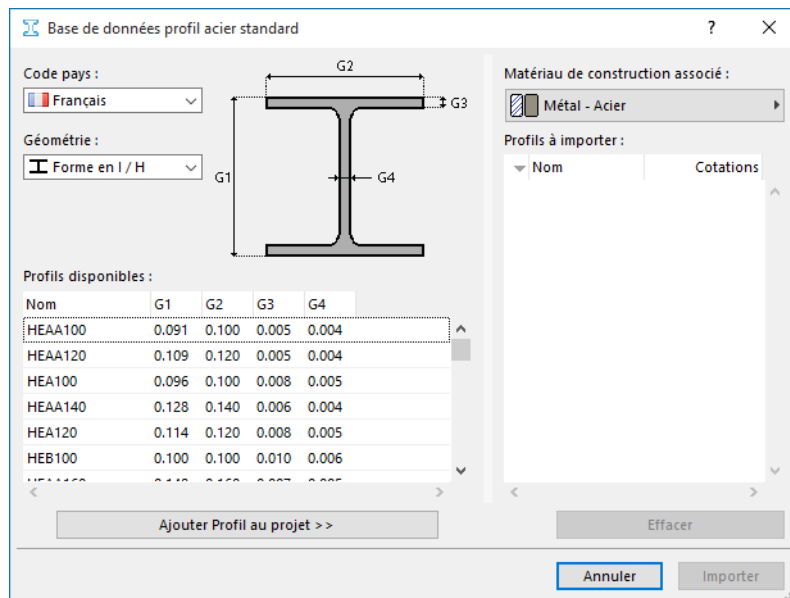 Base de données profil acier standard
?
Code pays :
Français
Géométrie :
Forme en I / H
G2
G3
G1
G4
Profils disponibles :
Nom G1 G2 G3 G4
HEAA100 0.091 0.100 0.005 0.004
HEAA120 0.109 0.120 0.005 0.004
HEA100 0.096 0.100 0.008 0.005
HEAA140 0.128 0.140 0.006 0.004
HEA120 0.114 0.120 0.008 0.005
HEB100 0.100 0.100 0.010 0.006
Ajouter Profil au projet >>
Matériau de construction associé :
Métal - Acier
Profils à importer :
Nom Cotations
Effacer
Annuler
Importer